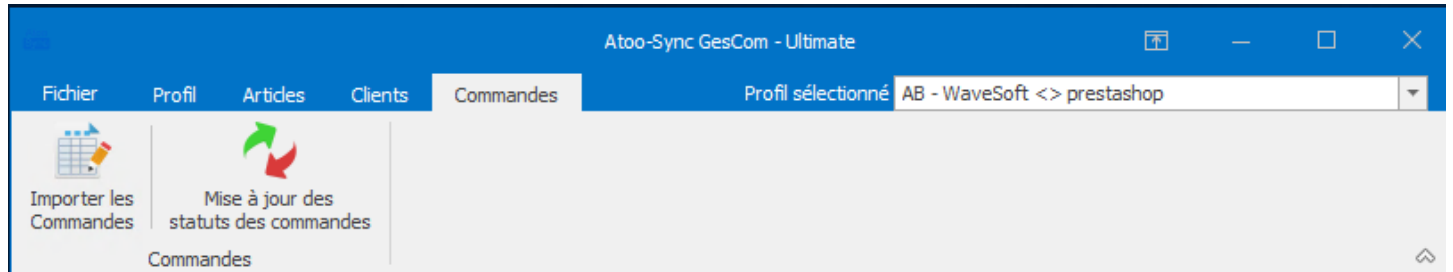 Atoo-Sync GesCom - Ultimate
Fichier Profil Articles Clients Commandes Profil sélectionné AB - WaveSoft <> prestashop
Importer les Commandes
Mise à jour des statuts des commandes
Commandes